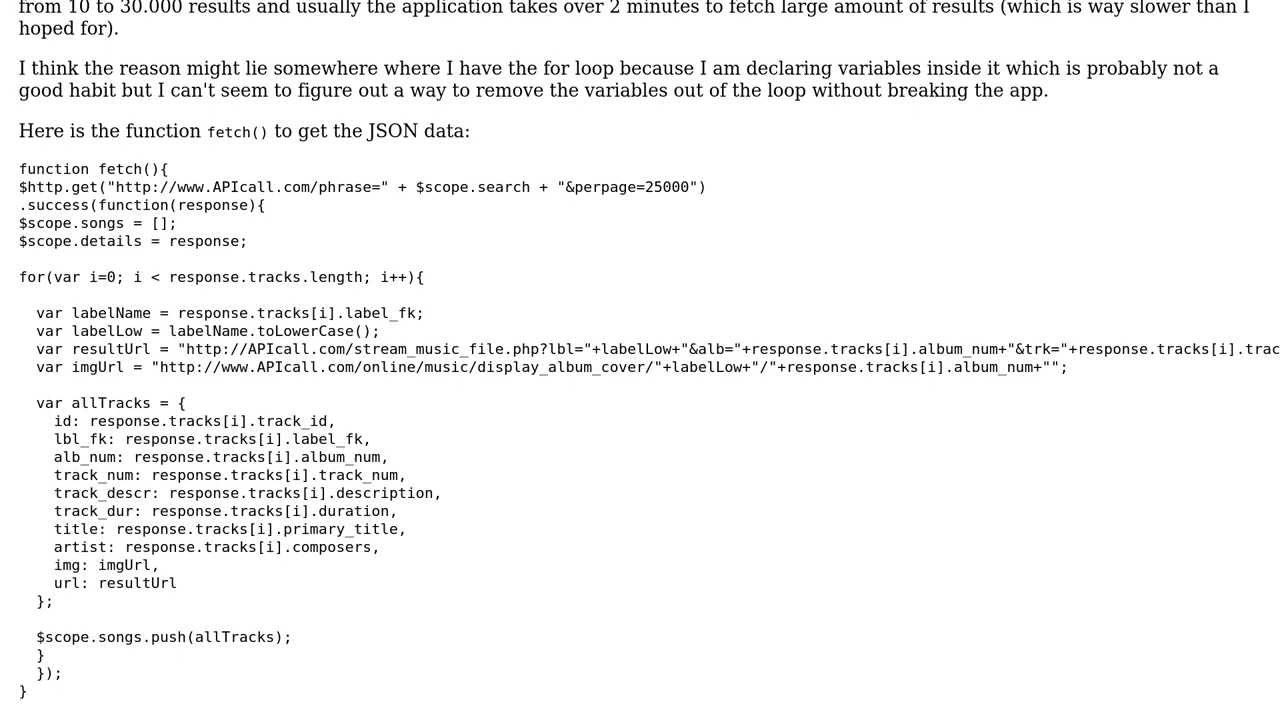 from 10 to 30.000 results and usually the application takes over 2 minutes to fetch large amount of results (which is way slower than I
hoped for).
I think the reason might lie somewhere where I have the for loop because I am declaring variables inside it which is probably not a
good habit but I can't seem to figure out a way to remove the variables out of the loop without breaking the app.
Here is the function fetch() to get the JSON data:
function fetch(){
$http.get("http://www.APIcall.com/phrase=" + $scope.search + "&perpage=25000")
.success(function(response){
$scope.songs = [];
$scope.details = response;
for(var i=0; i < response.tracks.length; i++){
  var labelName = response.tracks[i].label_fk;
  var labelLow = labelName.toLowerCase();
  var resultUrl = "http://APIcall.com/stream_music_file.php?lbl="+labelLow+"&alb="+response.tracks[i].album_num+"&trk="+response.tracks[i].trac
  var imgUrl = "http://www.APIcall.com/online/music/display_album_cover/"+labelLow+"/"+response.tracks[i].album_num+"";
  var allTracks = {
    id: response.tracks[i].track_id,
    lbl_fk: response.tracks[i].label_fk,
    alb_num: response.tracks[i].album_num,
    track_num: response.tracks[i].track_num,
    track_descr: response.tracks[i].description,
    track_dur: response.tracks[i].duration,
    title: response.tracks[i].primary_title,
    artist: response.tracks[i].composers,
    img: imgUrl,
    url: resultUrl
  };
  $scope.songs.push(allTracks);
  }
  });
}